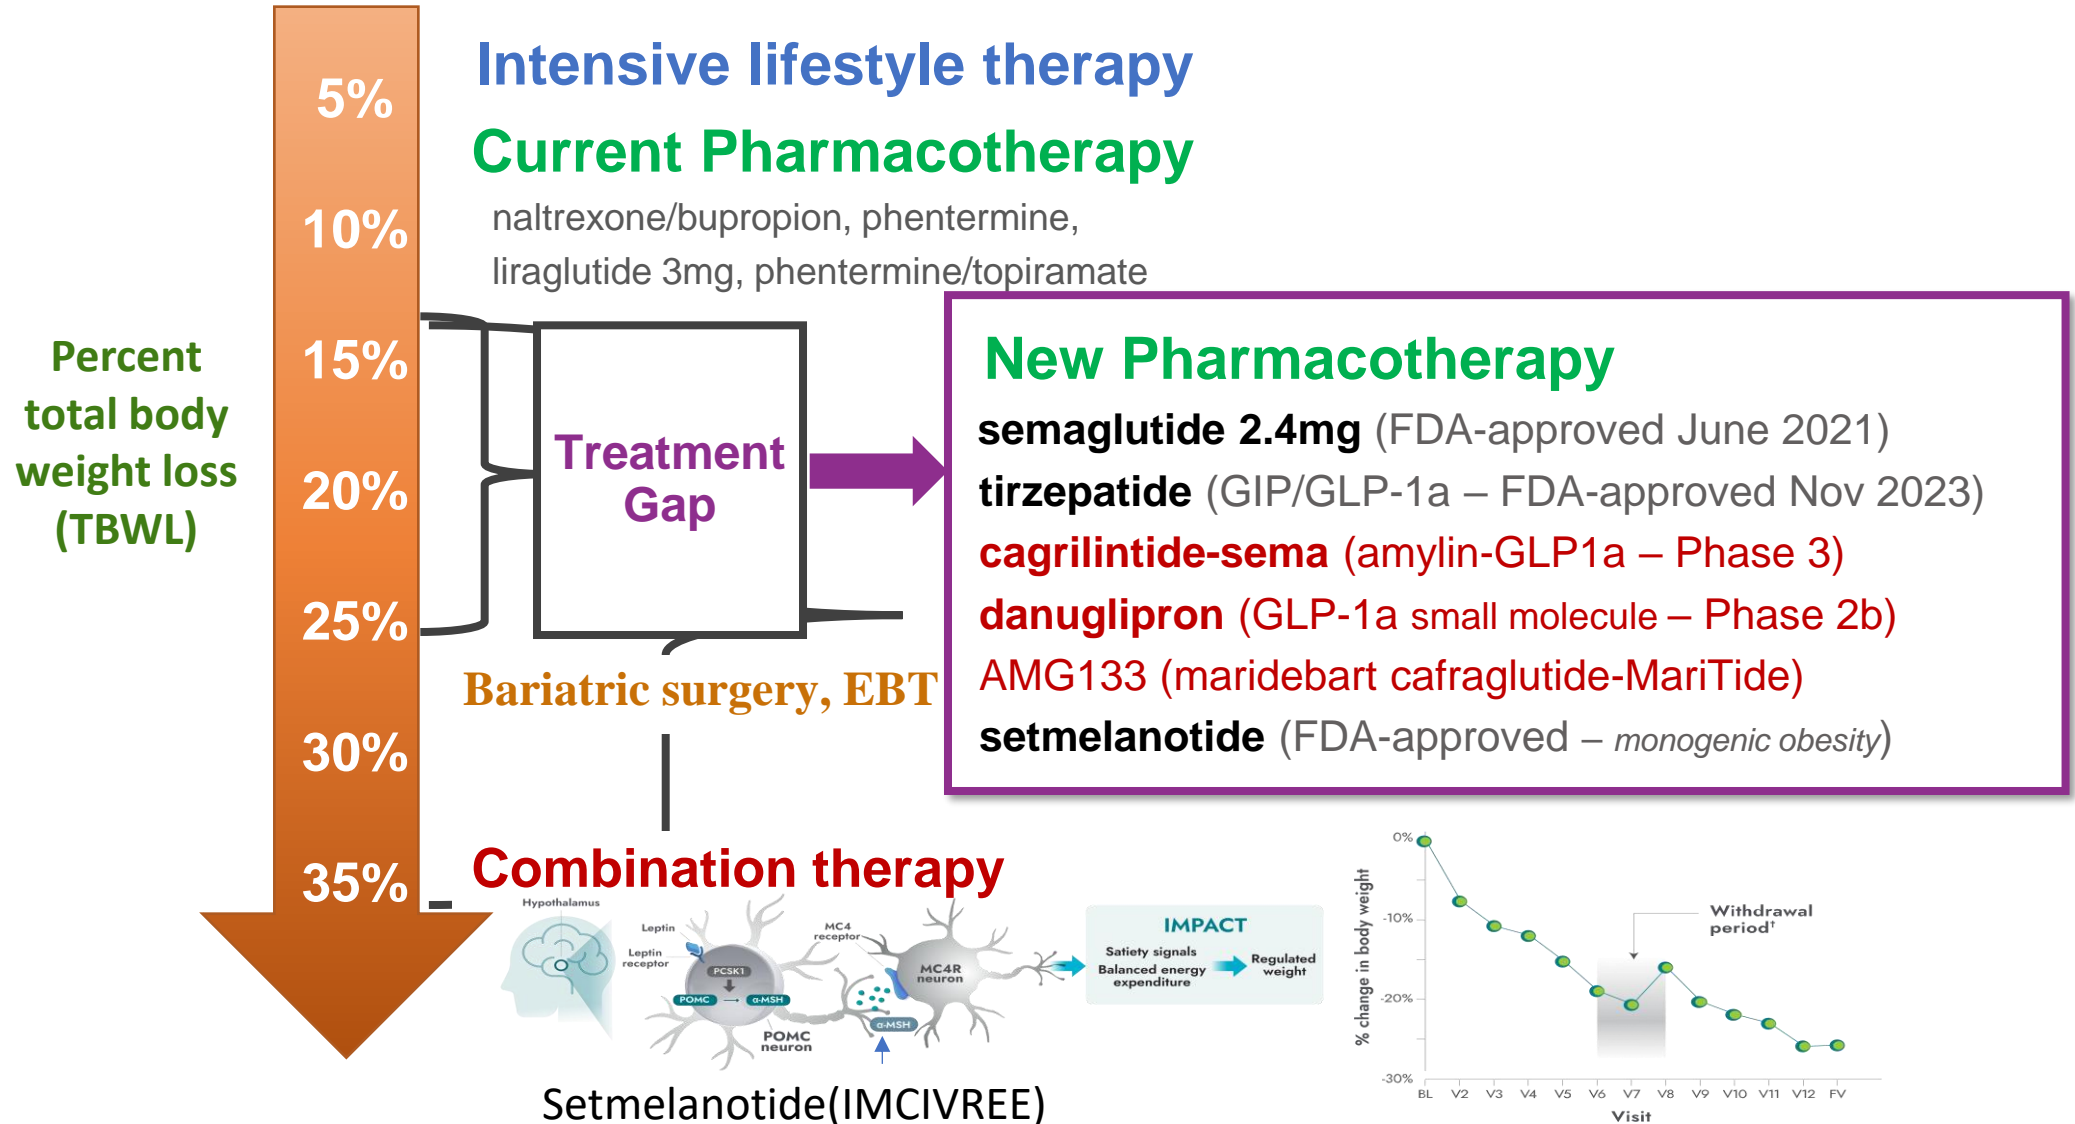 5%
10%
15%
20%
25%
30%
35%
Percent
total body
weight loss
(TBWL)
Intensive lifestyle therapy
Current Pharmacotherapy
naltrexone/bupropion, phentermine,
liraglutide 3mg, phentermine/topiramate
Treatment
Gap
New Pharmacotherapy
semaglutide 2.4mg (FDA-approved June 2021)
tirzepatide (GIP/GLP-1a – FDA-approved Nov 2023)
cagrilintide-sema (amylin-GLP1a – Phase 3)
danuglipron (GLP-1a small molecule – Phase 2b)
AMG133 (maridebart cafraglutide-MariTide)
setmelanotide (FDA-approved – monogenic obesity)
Bariatric surgery, EBT
Combination therapy
Hypothalamus
Leptin
Leptin
receptor
PCSK1
POMC
α-MSH
POMC
neuron
MC4
receptor
MC4R
neuron
α-MSH
IMPACT
Satiety signals
Balanced energy
expenditure
Regulated
weight
Setmelanotide(IMCIVREE)
% change in body weight
0%
-10%
-20%
-30%
Withdrawal
period†
BL V2 V3 V4 V5 V6 V7 V8 V9 V10 V11 V12 FV
Visit